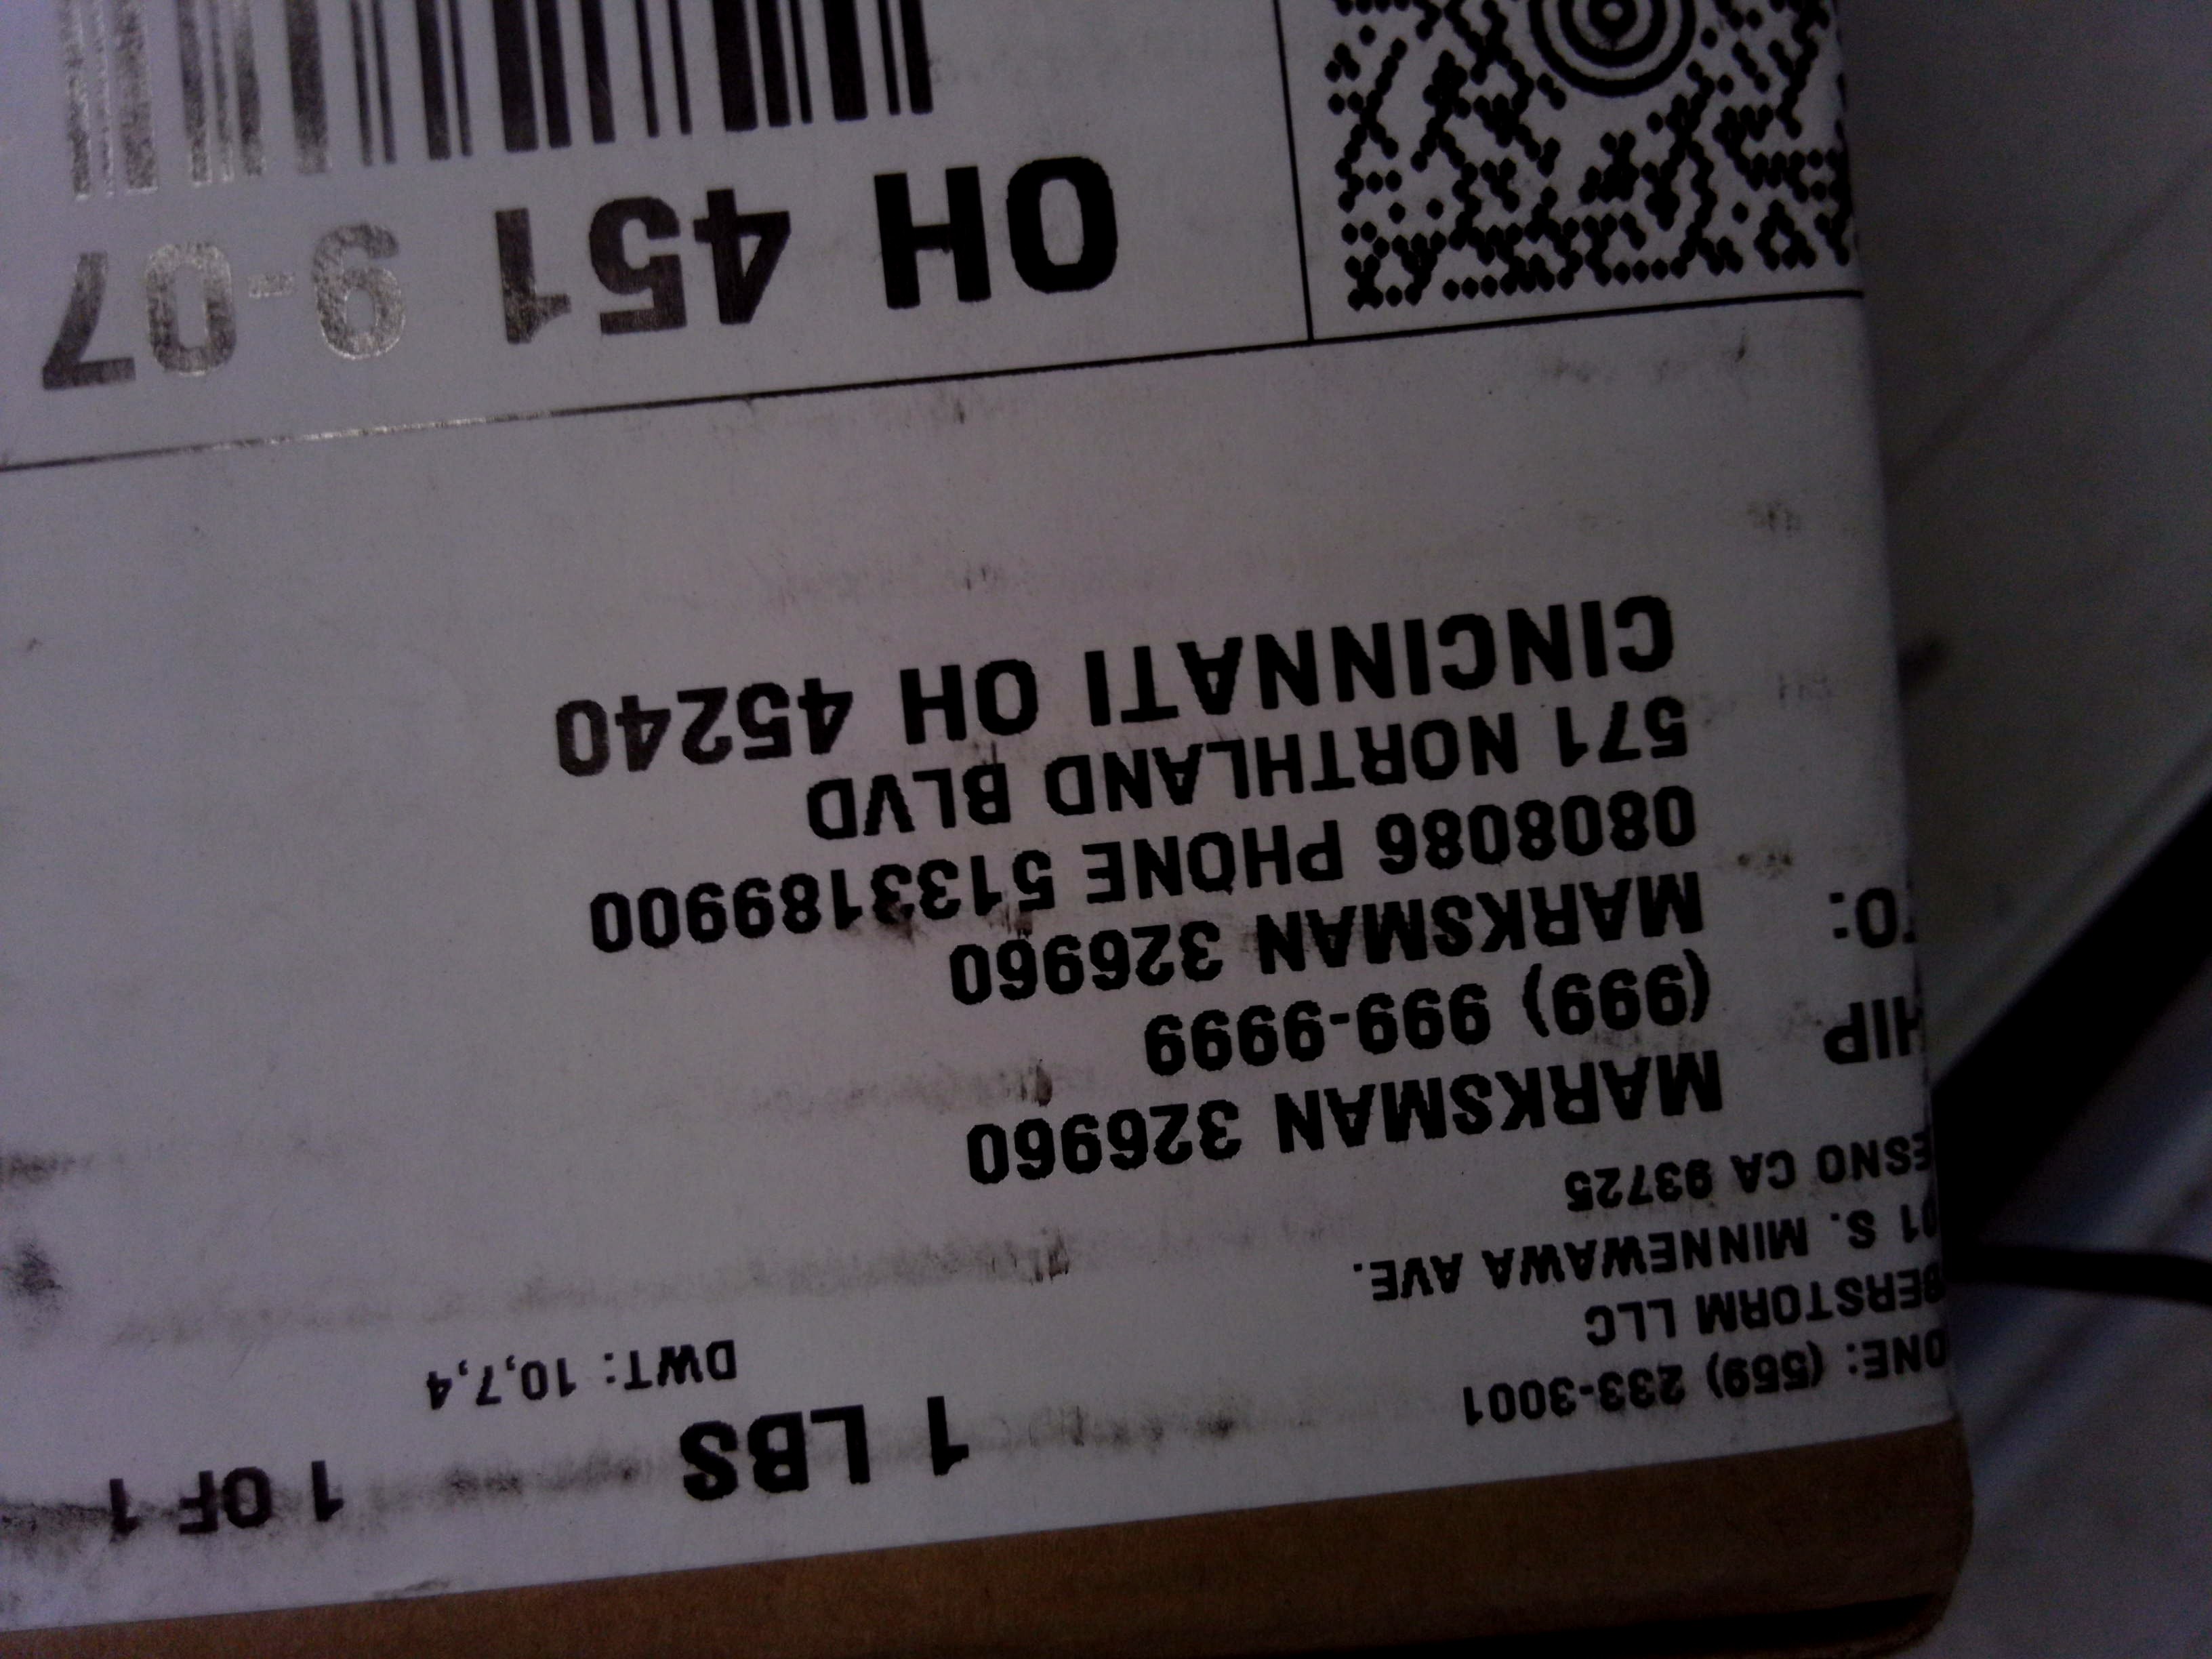 ONE: (559) 233-3001
BERSTORM LLC
01 S. MINNEWAWA AVE.
ESNO CA 93725
1 LBS
1 OF 1
DWT: 10,7,4
HIP
TO:
MARKSMAN 326960
(999) 999-9999
MARKSMAN 326960
0808086 PHONE 5133189900
571 NORTHLAND BLVD
CINCINNATI OH 45240
OH 451 9-07